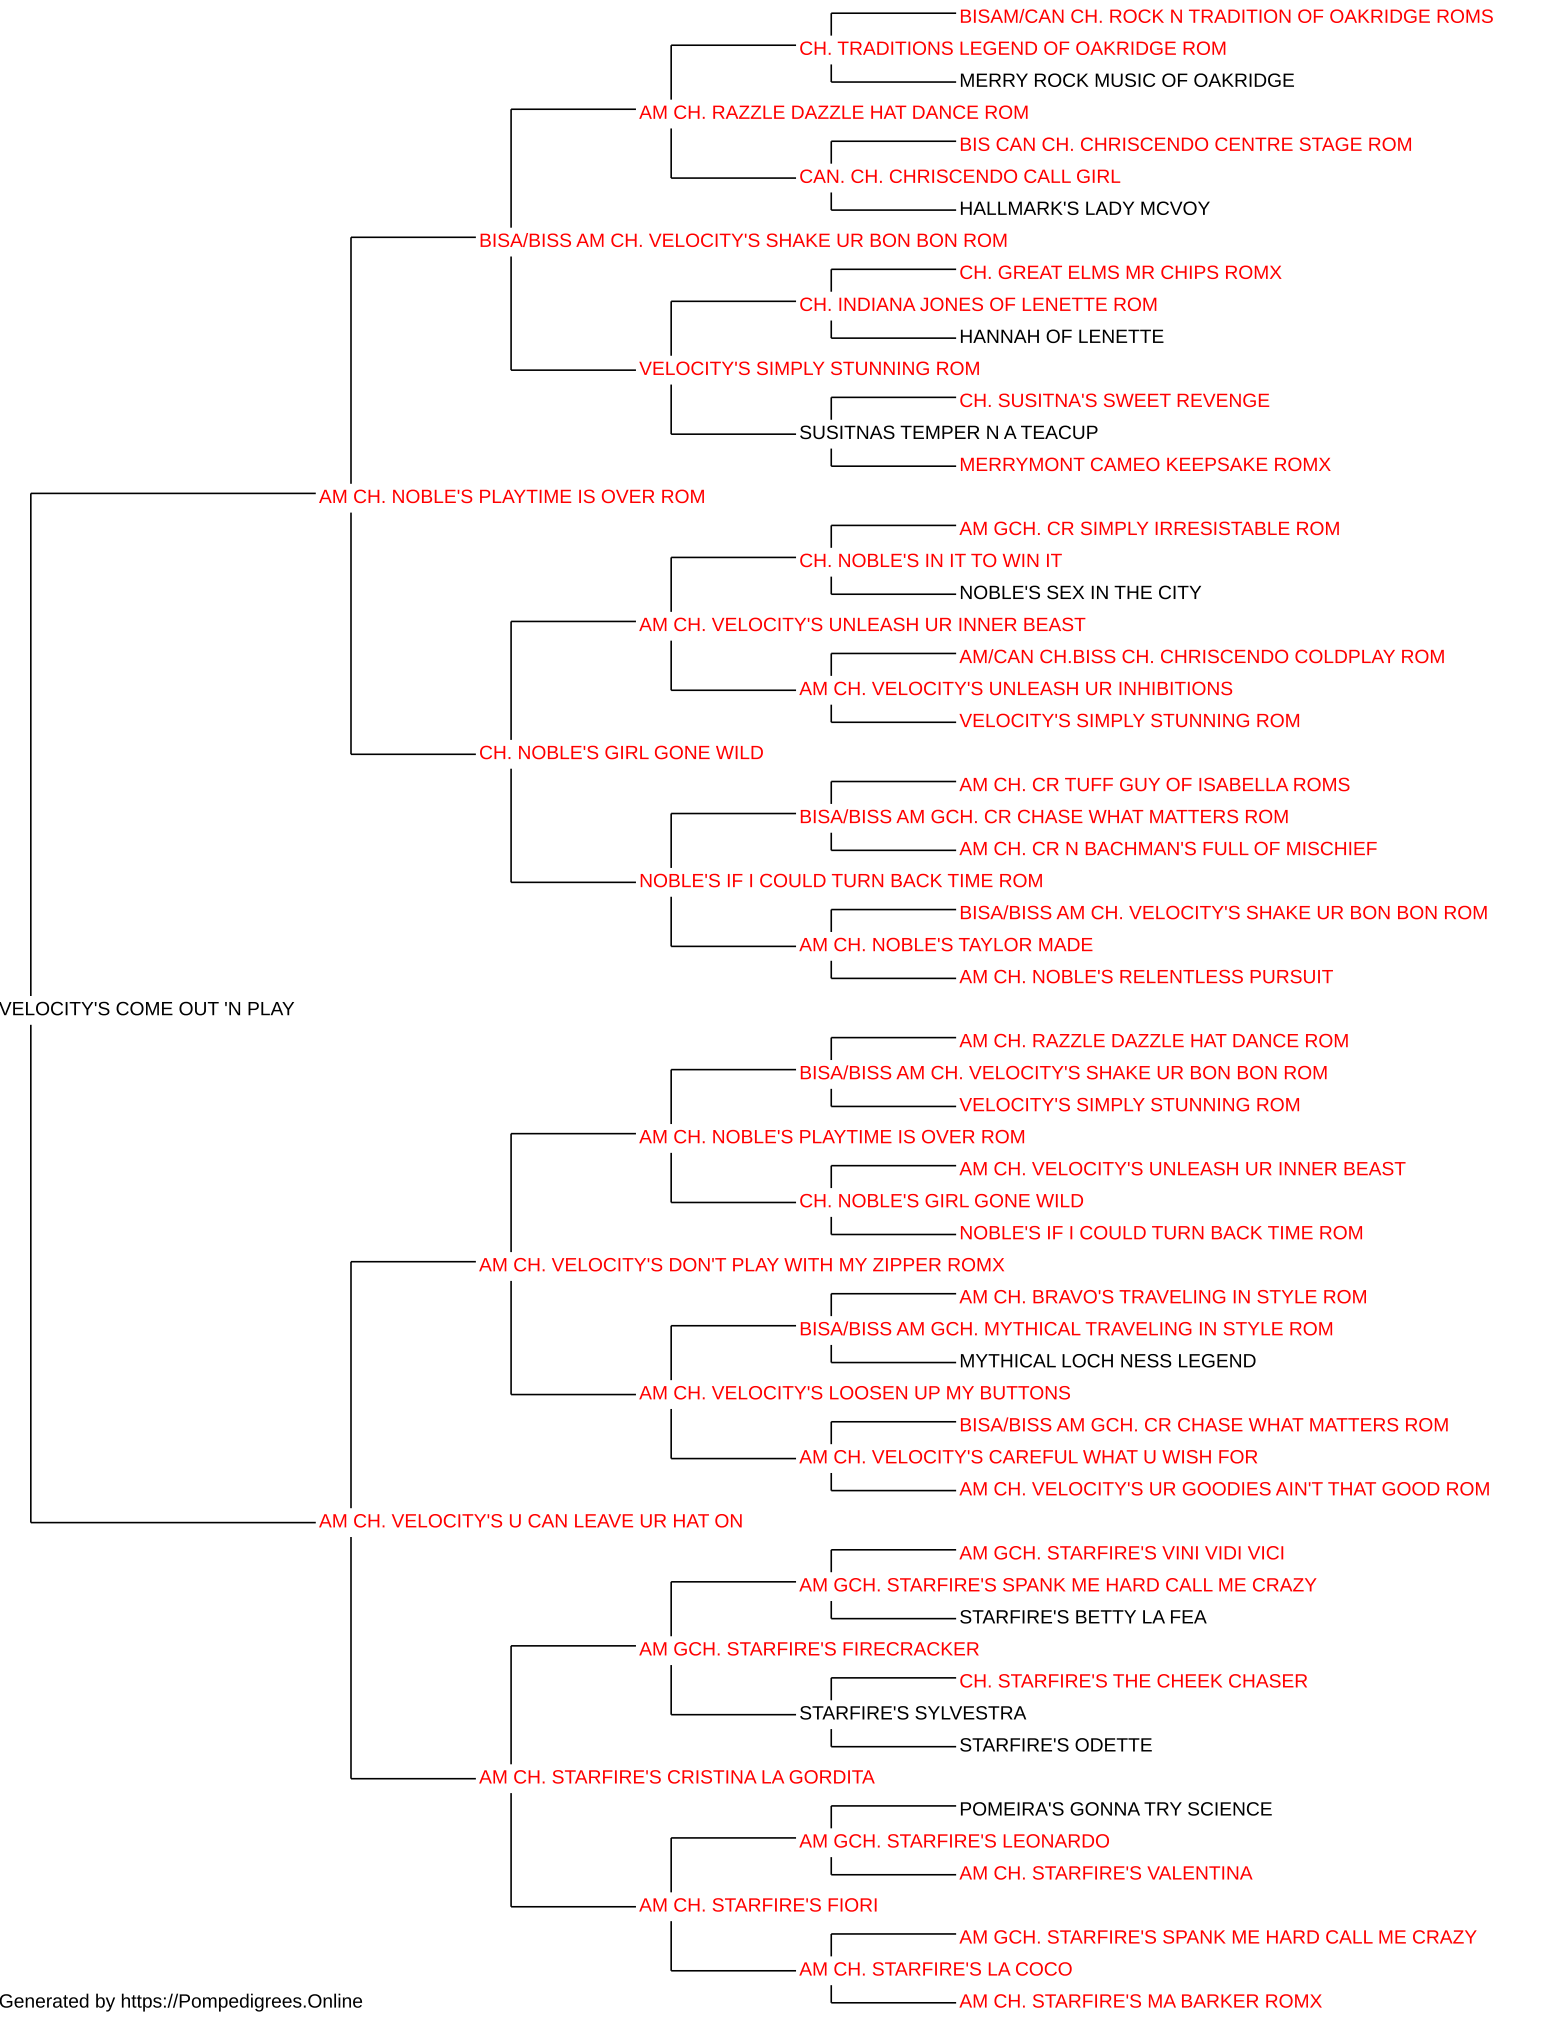 BISAM/CAN CH. ROCK N TRADITION OF OAKRIDGE ROMS
CH. TRADITIONS LEGEND OF OAKRIDGE ROM
MERRY ROCK MUSIC OF OAKRIDGE
AM CH. RAZZLE DAZZLE HAT DANCE ROM
BIS CAN CH. CHRISCENDO CENTRE STAGE ROM
CAN. CH. CHRISCENDO CALL GIRL
HALLMARK'S LADY MCVOY
BISA/BISS AM CH. VELOCITY'S SHAKE UR BON BON ROM
CH. GREAT ELMS MR CHIPS ROMX
CH. INDIANA JONES OF LENETTE ROM
HANNAH OF LENETTE
VELOCITY'S SIMPLY STUNNING ROM
CH. SUSITNA'S SWEET REVENGE
SUSITNAS TEMPER N A TEACUP
MERRYMONT CAMEO KEEPSAKE ROMX
AM CH. NOBLE'S PLAYTIME IS OVER ROM
AM GCH. CR SIMPLY IRRESISTABLE ROM
CH. NOBLE'S IN IT TO WIN IT
NOBLE'S SEX IN THE CITY
AM CH. VELOCITY'S UNLEASH UR INNER BEAST
AM/CAN CH.BISS CH. CHRISCENDO COLDPLAY ROM
AM CH. VELOCITY'S UNLEASH UR INHIBITIONS
VELOCITY'S SIMPLY STUNNING ROM
CH. NOBLE'S GIRL GONE WILD
AM CH. CR TUFF GUY OF ISABELLA ROMS
BISA/BISS AM GCH. CR CHASE WHAT MATTERS ROM
AM CH. CR N BACHMAN'S FULL OF MISCHIEF
NOBLE'S IF I COULD TURN BACK TIME ROM
BISA/BISS AM CH. VELOCITY'S SHAKE UR BON BON ROM
AM CH. NOBLE'S TAYLOR MADE
AM CH. NOBLE'S RELENTLESS PURSUIT
VELOCITY'S COME OUT 'N PLAY
AM CH. RAZZLE DAZZLE HAT DANCE ROM
BISA/BISS AM CH. VELOCITY'S SHAKE UR BON BON ROM
VELOCITY'S SIMPLY STUNNING ROM
AM CH. NOBLE'S PLAYTIME IS OVER ROM
AM CH. VELOCITY'S UNLEASH UR INNER BEAST
CH. NOBLE'S GIRL GONE WILD
NOBLE'S IF I COULD TURN BACK TIME ROM
AM CH. VELOCITY'S DON'T PLAY WITH MY ZIPPER ROMX
AM CH. BRAVO'S TRAVELING IN STYLE ROM
BISA/BISS AM GCH. MYTHICAL TRAVELING IN STYLE ROM
MYTHICAL LOCH NESS LEGEND
AM CH. VELOCITY'S LOOSEN UP MY BUTTONS
BISA/BISS AM GCH. CR CHASE WHAT MATTERS ROM
AM CH. VELOCITY'S CAREFUL WHAT U WISH FOR
AM CH. VELOCITY'S UR GOODIES AIN'T THAT GOOD ROM
AM CH. VELOCITY'S U CAN LEAVE UR HAT ON
AM GCH. STARFIRE'S VINI VIDI VICI
AM GCH. STARFIRE'S SPANK ME HARD CALL ME CRAZY
STARFIRE'S BETTY LA FEA
AM GCH. STARFIRE'S FIRECRACKER
CH. STARFIRE'S THE CHEEK CHASER
STARFIRE'S SYLVESTRA
STARFIRE'S ODETTE
AM CH. STARFIRE'S CRISTINA LA GORDITA
POMEIRA'S GONNA TRY SCIENCE
AM GCH. STARFIRE'S LEONARDO
AM CH. STARFIRE'S VALENTINA
AM CH. STARFIRE'S FIORI
AM GCH. STARFIRE'S SPANK ME HARD CALL ME CRAZY
AM CH. STARFIRE'S LA COCO
AM CH. STARFIRE'S MA BARKER ROMX
Generated by https://Pompedigrees.Online